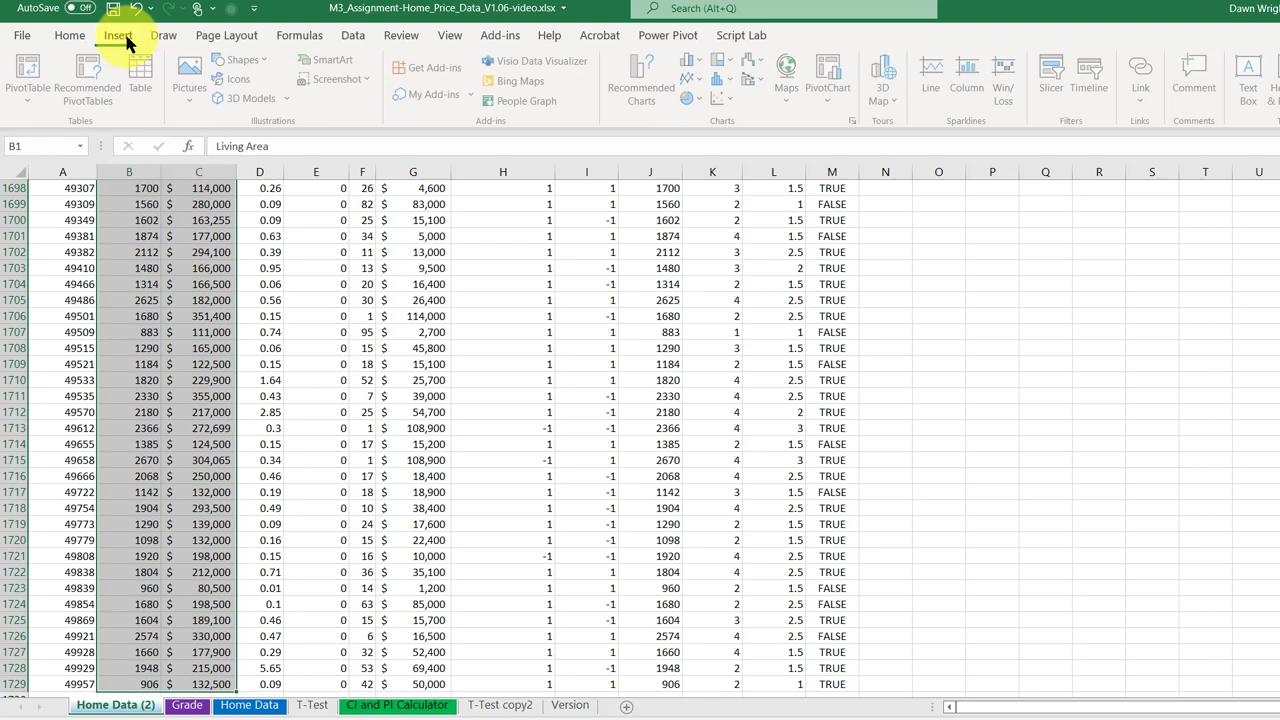 AutoSave Off M3_Assignment-Home_Price_Data_V1.06-video.xlsx Search (Alt+Q) Dawn Wrigh
File Home Insert Draw Page Layout Formulas Data Review View Add-ins Help Acrobat Power Pivot Script Lab
PivotTable Recommended PivotTables Table Pictures Shapes Icons 3D Models SmartArt Screenshot Get Add-ins My Add-ins Visio Data Visualizer Bing Maps People Graph Recommended Charts Maps PivotChart 3D Map Line Column Win/Loss Slicer Timeline Link Comment Text Box
Tables Illustrations Add-ins Charts Tours Sparklines Filters Links Comments
B1 fx Living Area
A B C D E F G H I J K L M N O P Q R S T U
1698 49307 1700 $ 114,000 0.26 0 26 $ 4,600 1 1 1700 3 1.5 TRUE
1699 49309 1560 $ 280,000 0.09 0 82 $ 83,000 1 1 1560 2 1 FALSE
1700 49349 1602 $ 163,255 0.09 0 25 $ 15,100 1 -1 1602 2 1.5 TRUE
1701 49381 1874 $ 177,000 0.63 0 34 $ 5,000 1 1 1874 4 1.5 FALSE
1702 49382 2112 $ 294,100 0.39 0 11 $ 13,000 1 1 2112 3 2.5 TRUE
1703 49410 1480 $ 166,000 0.95 0 13 $ 9,500 1 -1 1480 3 2 TRUE
1704 49466 1314 $ 166,500 0.06 0 20 $ 16,400 1 -1 1314 2 1.5 TRUE
1705 49486 2625 $ 182,000 0.56 0 30 $ 26,400 1 1 2625 4 2.5 TRUE
1706 49501 1680 $ 351,400 0.15 0 1 $ 114,000 1 -1 1680 2 2.5 TRUE
1707 49509 883 $ 111,000 0.74 0 95 $ 2,700 1 1 883 1 1 FALSE
1708 49515 1290 $ 165,000 0.06 0 15 $ 45,800 1 1 1290 3 1.5 TRUE
1709 49521 1184 $ 122,500 0.15 0 18 $ 15,100 1 -1 1184 2 1.5 FALSE
1710 49533 1820 $ 229,900 1.64 0 52 $ 25,700 1 1 1820 4 2.5 TRUE
1711 49535 2330 $ 355,000 0.43 0 7 $ 39,000 1 -1 2330 4 2.5 TRUE
1712 49570 2180 $ 217,000 2.85 0 25 $ 54,700 1 -1 2180 4 2 TRUE
1713 49612 2366 $ 272,699 0.3 0 1 $ 108,900 -1 -1 2366 4 3 TRUE
1714 49655 1385 $ 124,500 0.15 0 17 $ 15,200 1 1 1385 2 1.5 FALSE
1715 49658 2670 $ 304,065 0.34 0 1 $ 108,900 -1 1 2670 4 3 TRUE
1716 49666 2068 $ 250,000 0.46 0 17 $ 18,400 1 -1 2068 4 2.5 TRUE
1717 49722 1142 $ 132,000 0.19 0 18 $ 18,900 1 -1 1142 3 1.5 FALSE
1718 49754 1904 $ 293,500 0.49 0 10 $ 38,400 1 -1 1904 4 2.5 TRUE
1719 49773 1290 $ 139,000 0.09 0 24 $ 17,600 1 -1 1290 2 1.5 TRUE
1720 49779 1098 $ 132,000 0.16 0 15 $ 22,400 1 -1 1098 2 1.5 TRUE
1721 49808 1920 $ 198,000 0.15 0 16 $ 10,000 -1 -1 1920 4 2.5 TRUE
1722 49838 1804 $ 212,000 0.71 0 36 $ 35,100 1 1 1804 4 2.5 TRUE
1723 49839 960 $ 80,500 0.01 0 14 $ 1,200 1 1 960 2 1.5 FALSE
1724 49854 1680 $ 198,500 0.1 0 63 $ 85,000 1 -1 1680 2 2.5 FALSE
1725 49869 1604 $ 189,100 0.46 0 15 $ 15,700 1 -1 1604 3 2.5 TRUE
1726 49921 2574 $ 330,000 0.47 0 6 $ 16,500 1 1 2574 4 2.5 FALSE
1727 49928 1660 $ 177,900 0.29 0 32 $ 52,400 1 1 1660 4 2.5 TRUE
1728 49929 1948 $ 215,000 5.65 0 53 $ 69,400 1 -1 1948 2 1.5 TRUE
1729 49957 906 $ 132,500 0.09 0 42 $ 50,000 1 1 906 2 1 TRUE
Home Data (2) Grade Home Data T-Test CI and PI Calculator T-Test copy2 Version